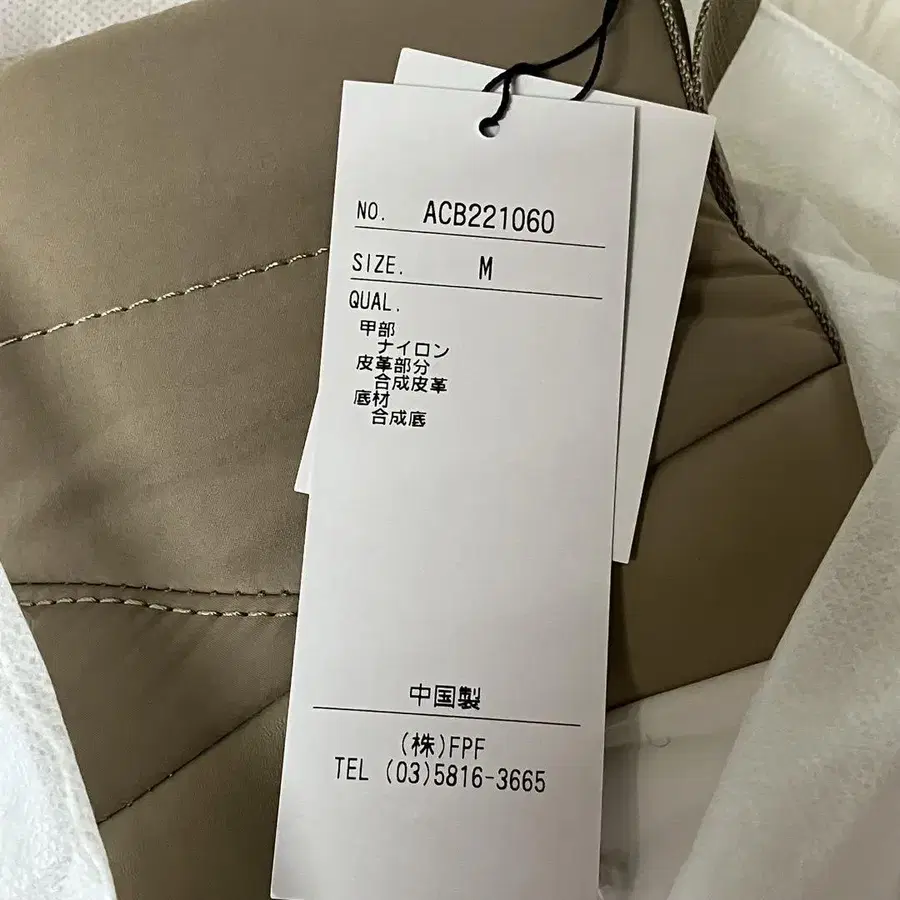 NO. ACB221060
SIZE. M
QUAL.
甲部
ナイロン
皮革部分
合成皮革
底材
合成底
中国製
(株)FPF
TEL (03)5816-3665